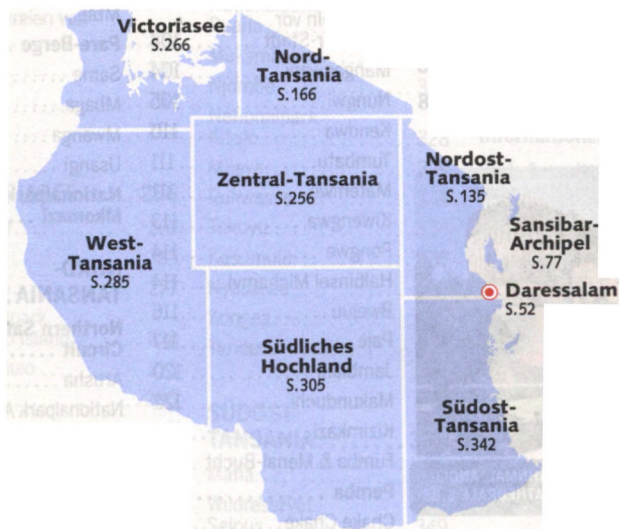 Victoriasee
S.266
Nord-
Tansania
S.166
Zentral-Tansania
S.256
Nordost-
Tansania
S.135
Sansibar-
Archipel
S.77
West-
Tansania
S.285
Daressalam
S.52
Südliches
Hochland
S.305
Südost-
Tansania
S.342